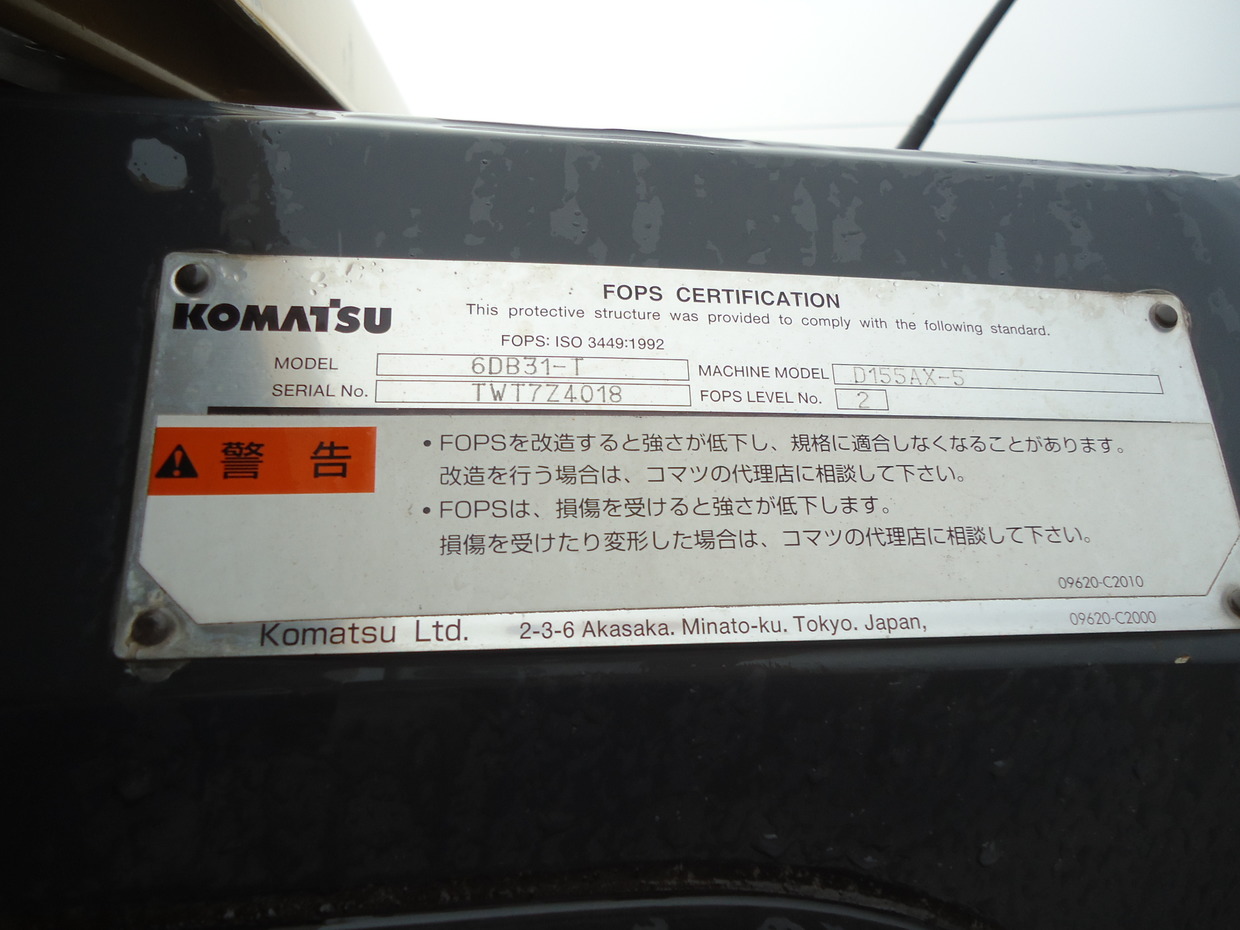 KOMATSU
FOPS CERTIFICATION
This protective structure was provided to comply with the following standard.
FOPS: ISO 3449:1992
MODEL 6DB31-T MACHINE MODEL D155AX-5
SERIAL No. TWT7Z4018 FOPS LEVEL No. 2
警 告
・FOPSを改造すると強さが低下し、規格に適合しなくなることがあります。
改造を行う場合は、コマツの代理店に相談して下さい。
・FOPSは、損傷を受けると強さが低下します。
損傷を受けたり変形した場合は、コマツの代理店に相談して下さい。
09620-C2010
Komatsu Ltd. 2-3-6 Akasaka. Minato-ku. Tokyo. Japan, 09620-C2000